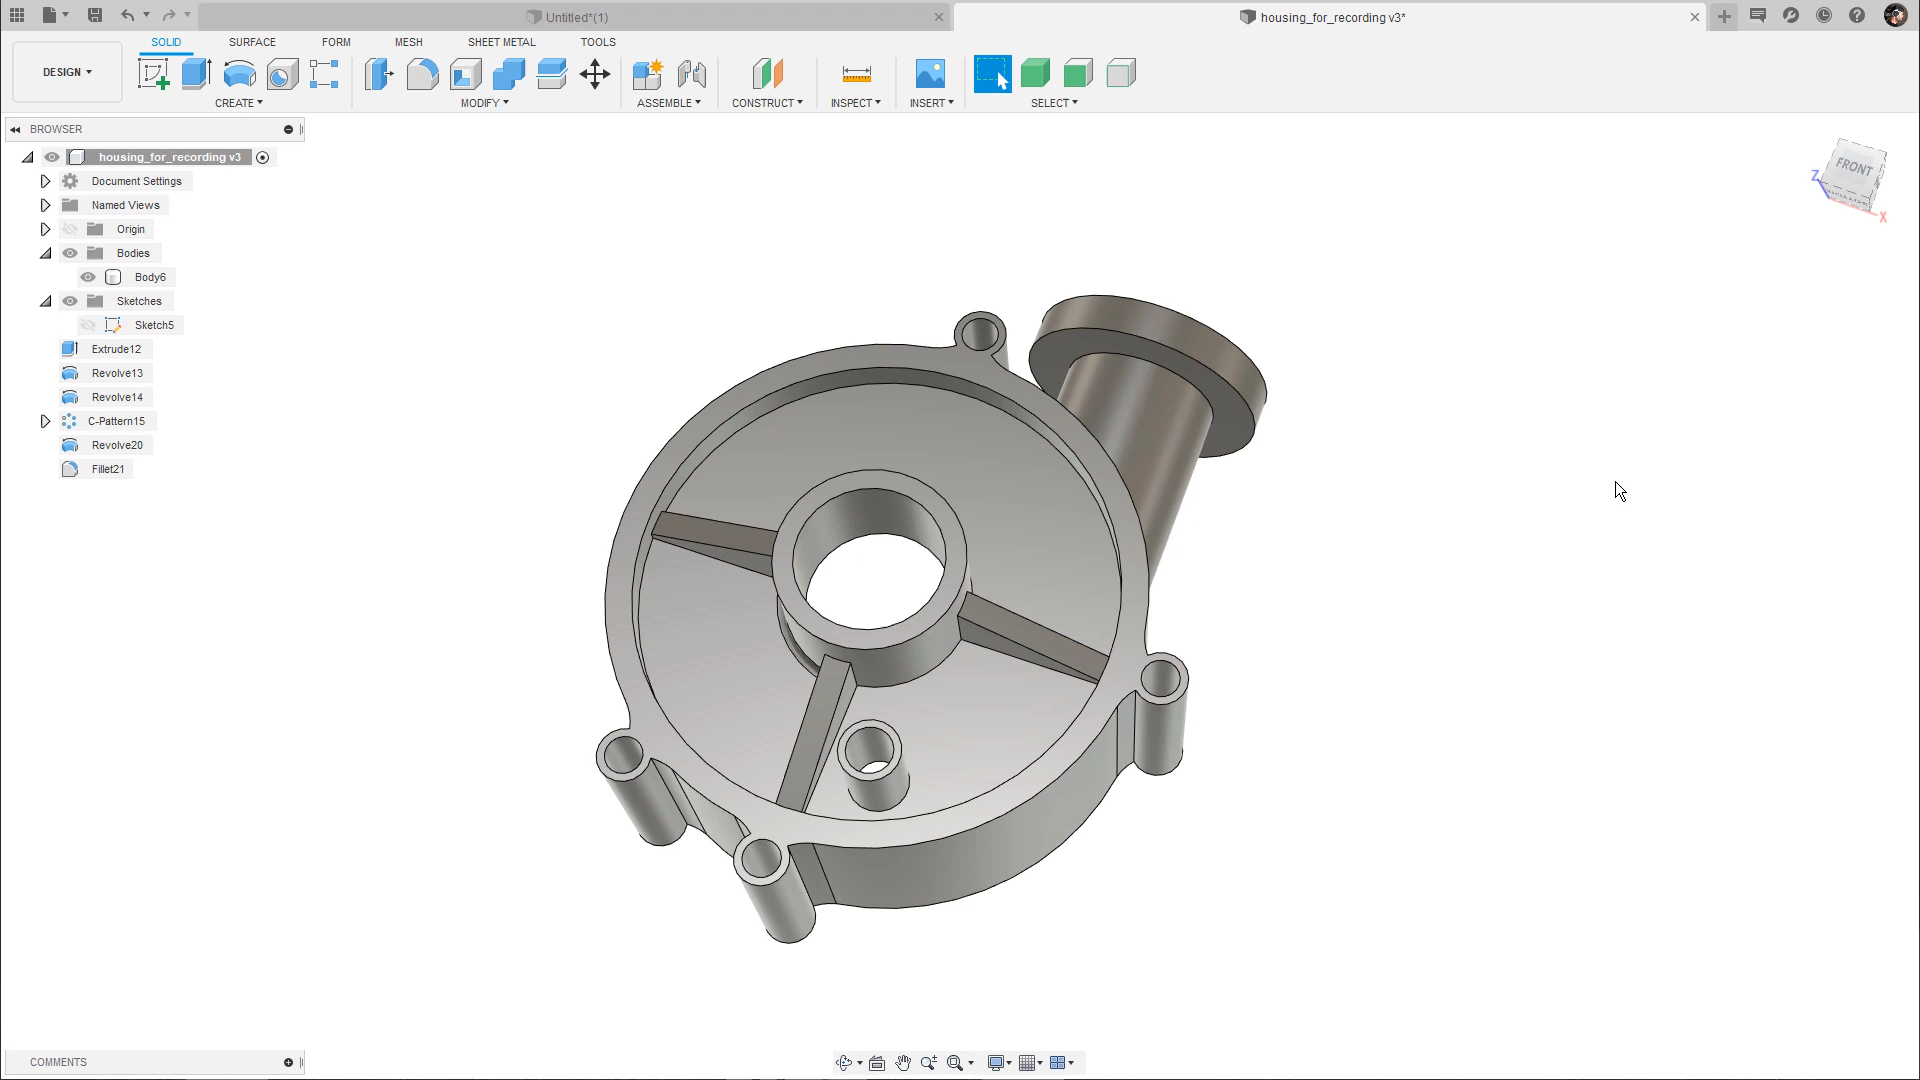 Untitled*(1)
housing_for_recording v3*
DESIGN
SOLID
SURFACE
FORM
MESH
SHEET METAL
TOOLS
CREATE
MODIFY
ASSEMBLE
CONSTRUCT
INSPECT
INSERT
SELECT
BROWSER
housing_for_recording v3
Document Settings
Named Views
Origin
Bodies
Body6
Sketches
Sketch5
Extrude12
Revolve13
Revolve14
C-Pattern15
Revolve20
Fillet21
FRONT
Z
X
COMMENTS